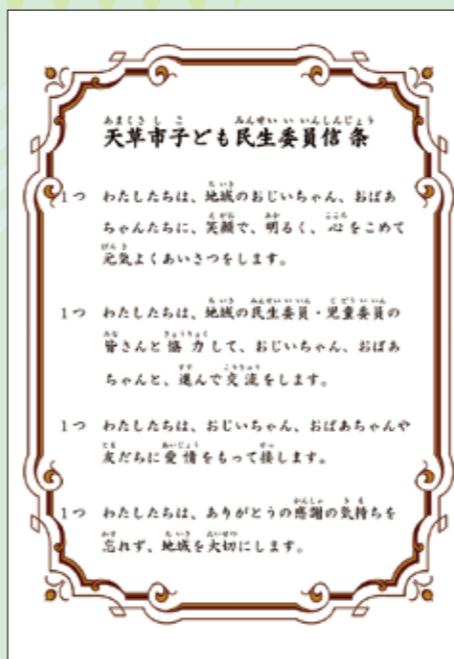 天草市子ども民生委員信条
1つ わたしたちは、地域のおじいちゃん、おばあ
ちゃんたちに、笑顔で、明るく、心をこめて
元気よくあいさつをします。
1つ わたしたちは、地域の民生委員・児童委員の
皆さんと協力して、おじいちゃん、おばあ
ちゃんと、進んで交流をします。
1つ わたしたちは、おじいちゃん、おばあちゃんや
友だちに愛情をもって接します。
1つ わたしたちは、ありがとうの感謝の気持ちを
忘れず、地域を大切にします。